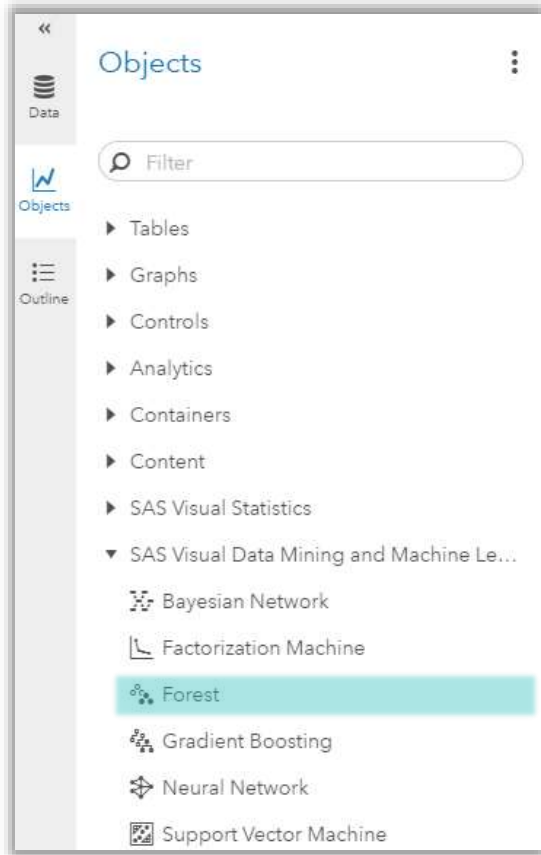 «
Data
Objects
Outline
Objects
Filter
Tables
Graphs
Controls
Analytics
Containers
Content
SAS Visual Statistics
SAS Visual Data Mining and Machine Le...
Bayesian Network
Factorization Machine
Forest
Gradient Boosting
Neural Network
Support Vector Machine